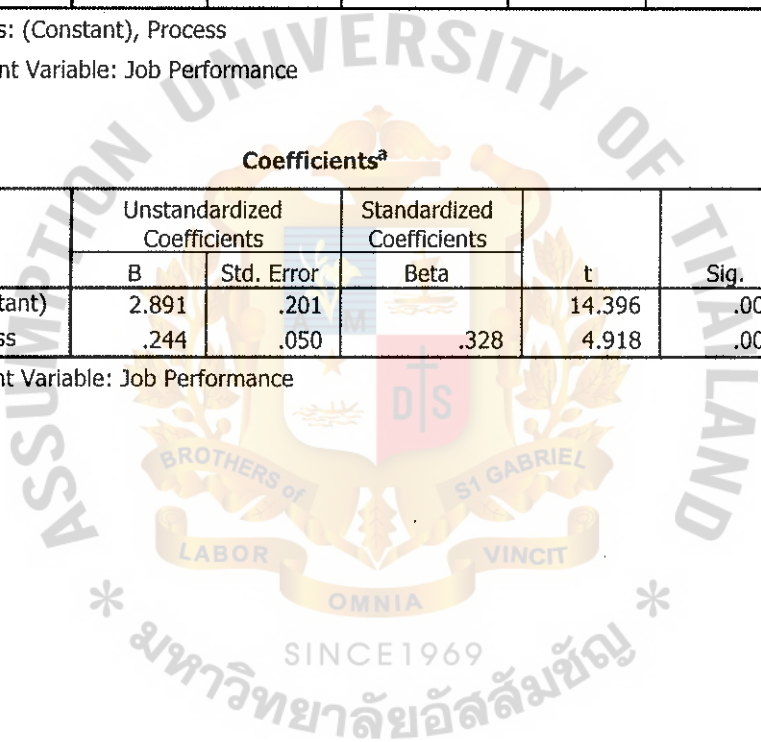 s: (Constant), Process
nt Variable: Job Performance
Coefficientsᵃ
Unstandardized Coefficients
Standardized Coefficients
B Std. Error Beta t Sig.
tant) 2.891 .201 14.396 .00
ss .244 .050 .328 4.918 .00
nt Variable: Job Performance
ASSUMPTION UNIVERSITY OF THAILAND
A M
D S
BROTHERS of ST GABRIEL
LABOR
VINCIT
OMNIA
SINCE1969
* มหาวิทยาลัยอัสสัมชัญ *